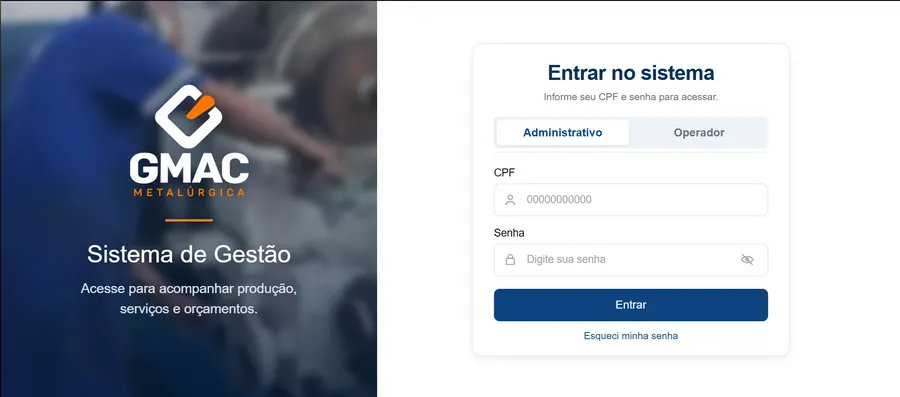 GMAC
METALÚRGICA
Sistema de Gestão
Acesse para acompanhar produção,
serviços e orçamentos.
Entrar no sistema
Informe seu CPF e senha para acessar.
Administrativo
Operador
CPF
00000000000
Senha
Digite sua senha
Entrar
Esqueci minha senha